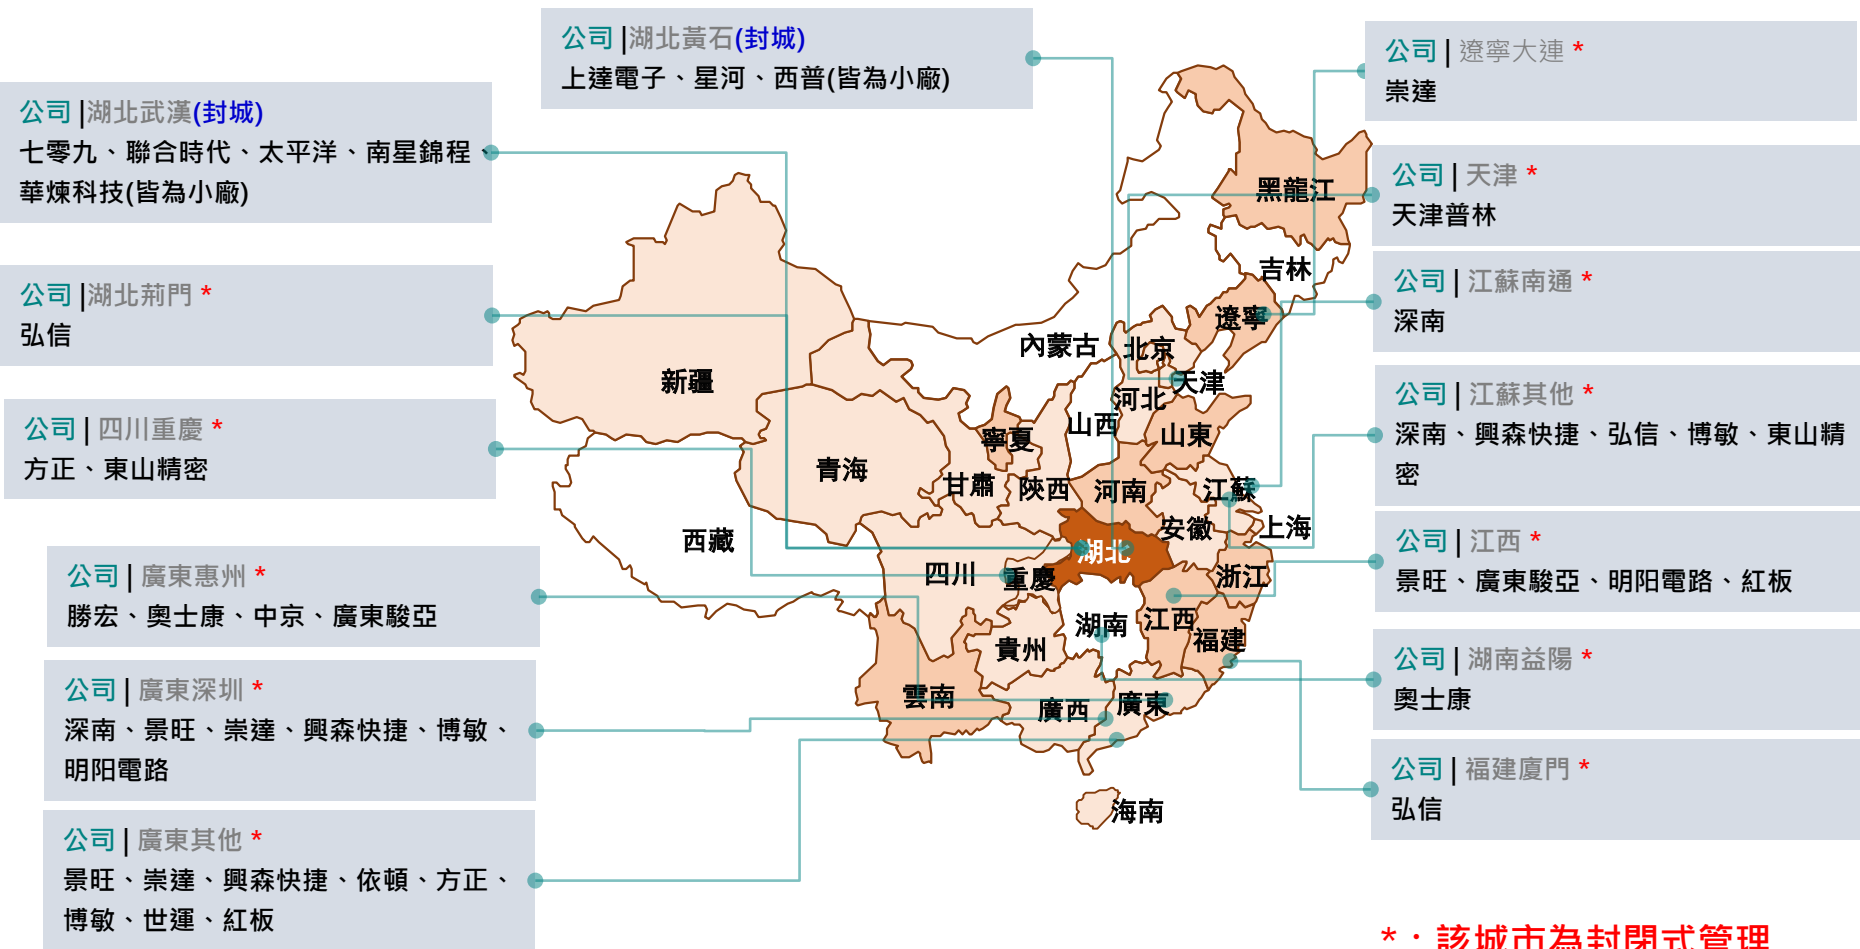 公司 |湖北黃石(封城)
上達電子、星河、西普(皆為小廠)
公司 |湖北武漢(封城)
七零九、聯合時代、太平洋、南星錦程、
華煉科技(皆為小廠)
公司 |湖北荊門 *
弘信
公司 | 四川重慶 *
方正、東山精密
公司 | 廣東惠州 *
勝宏、奧士康、中京、廣東駿亞
公司 | 廣東深圳 *
深南、景旺、崇達、興森快捷、博敏、
明阳電路
公司 | 廣東其他 *
景旺、崇達、興森快捷、依頓、方正、
博敏、世運、紅板
公司 | 遼寧大連 *
崇達
公司 | 天津 *
天津普林
公司 | 江蘇南通 *
深南
公司 | 江蘇其他 *
深南、興森快捷、弘信、博敏、東山精
密
公司 | 江西 *
景旺、廣東駿亞、明阳電路、紅板
公司 | 湖南益陽 *
奧士康
公司 | 福建廈門 *
弘信
黑龍江
吉林
遼寧
內蒙古
北京
天津
新疆
河北
山西
山東
寧夏
青海
甘肅
陝西
河南
江蘇
安徽
上海
西藏
湖北
四川
重慶
浙江
湖南
江西
福建
貴州
雲南
廣西
廣東
海南
*：該城市為封閉式管理